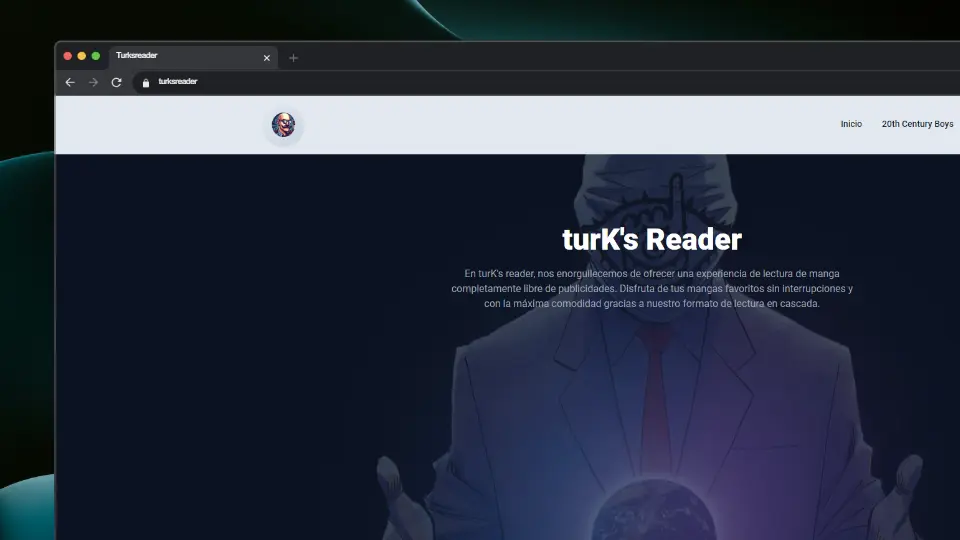 Turksreader
turksreader
Inicio 20th Century Boys
turK's Reader
En turK's reader, nos enorgullecemos de ofrecer una experiencia de lectura de manga
completamente libre de publicidades. Disfruta de tus mangas favoritos sin interrupciones y
con la máxima comodidad gracias a nuestro formato de lectura en cascada.